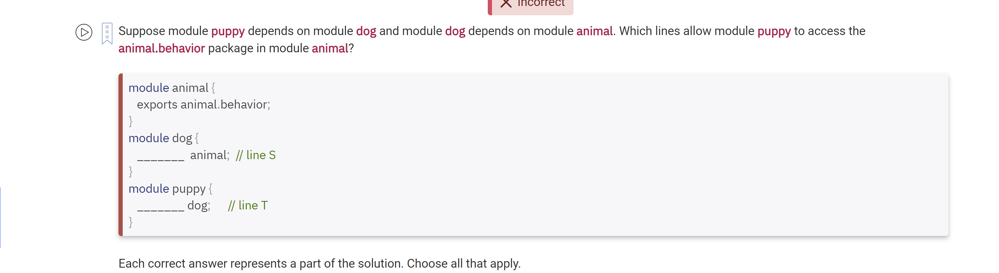 Incorrect
Suppose module puppy depends on module dog and module dog depends on module animal. Which lines allow module puppy to access the
animal.behavior package in module animal?
module animal {
exports animal.behavior;
}
module dog {
_______ animal; // line S
}
module puppy {
_______ dog; // line T
}
Each correct answer represents a part of the solution. Choose all that apply.